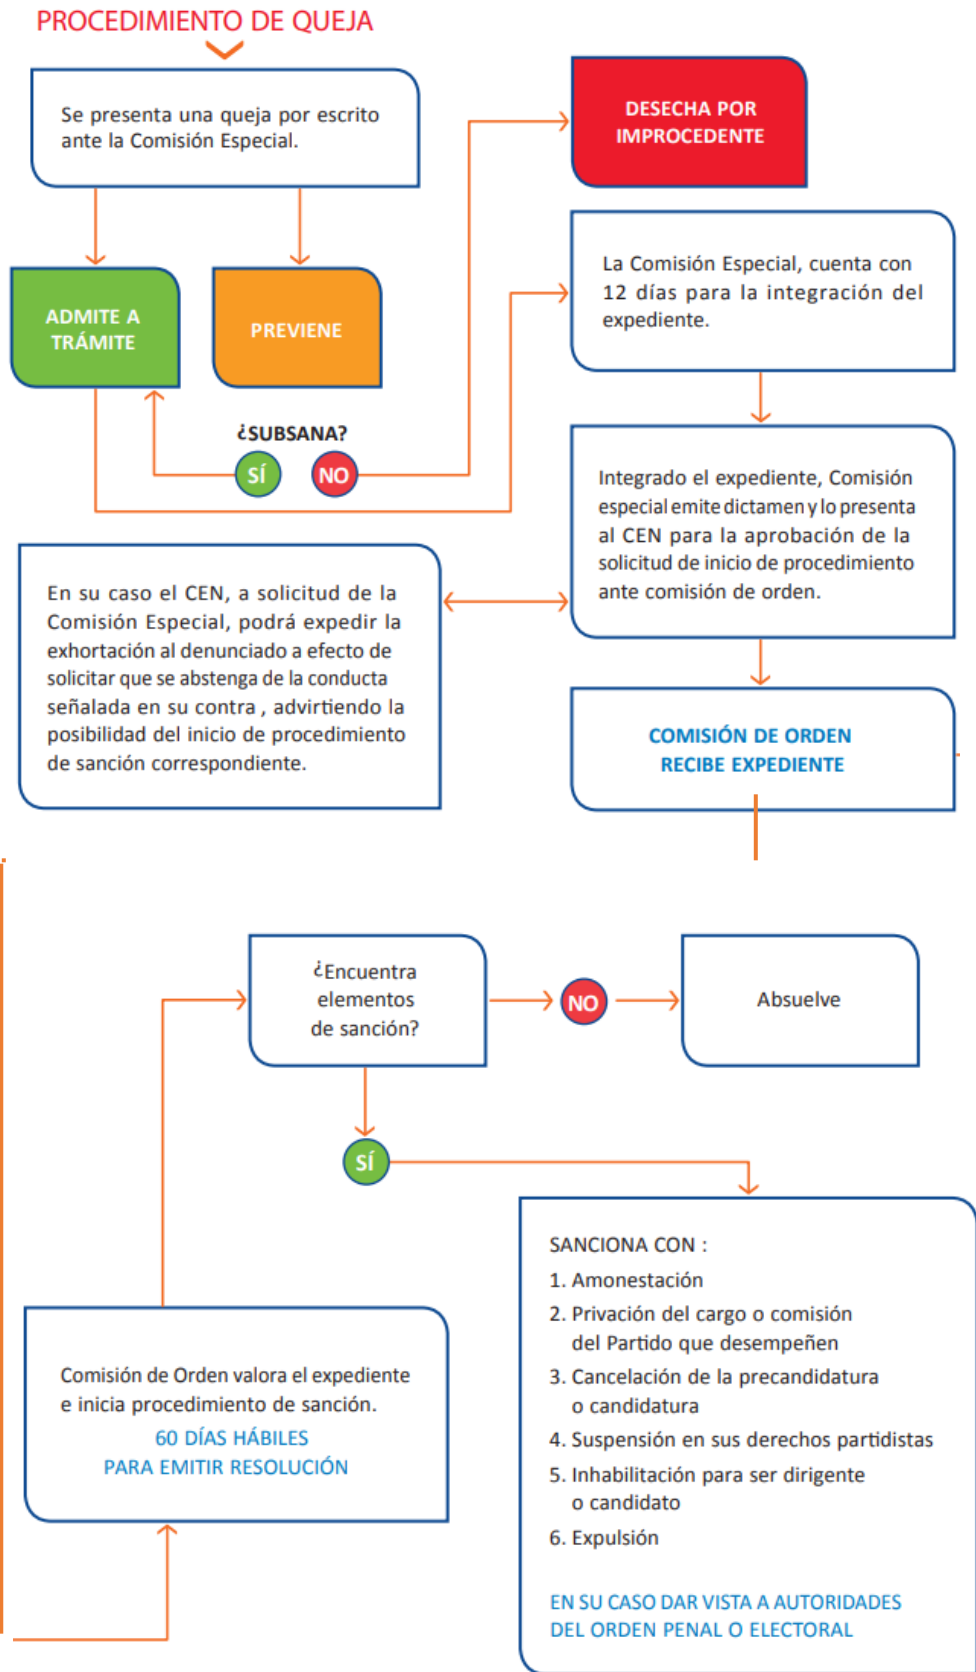 PROCEDIMIENTO DE QUEJA
Se presenta una queja por escrito
ante la Comisión Especial.
DESECHA POR
IMPROCEDENTE
ADMITE A
TRÁMITE
PREVIENE
La Comisión Especial, cuenta con
12 días para la integración del
expediente.
¿SUBSANA?
SÍ
NO
Integrado el expediente, Comisión
especial emite dictamen y lo presenta
al CEN para la aprobación de la
solicitud de inicio de procedimiento
ante comisión de orden.
En su caso el CEN, a solicitud de la
Comisión Especial, podrá expedir la
exhortación al denunciado a efecto de
solicitar que se abstenga de la conducta
señalada en su contra , advirtiendo la
posibilidad del inicio de procedimiento
de sanción correspondiente.
COMISIÓN DE ORDEN
RECIBE EXPEDIENTE
¿Encuentra
elementos
de sanción?
NO
Absuelve
SÍ
Comisión de Orden valora el expediente
e inicia procedimiento de sanción.
60 DÍAS HÁBILES
PARA EMITIR RESOLUCIÓN
SANCIONA CON :
1. Amonestación
2. Privación del cargo o comisión
del Partido que desempeñen
3. Cancelación de la precandidatura
o candidatura
4. Suspensión en sus derechos partidistas
5. Inhabilitación para ser dirigente
o candidato
6. Expulsión
EN SU CASO DAR VISTA A AUTORIDADES
DEL ORDEN PENAL O ELECTORAL